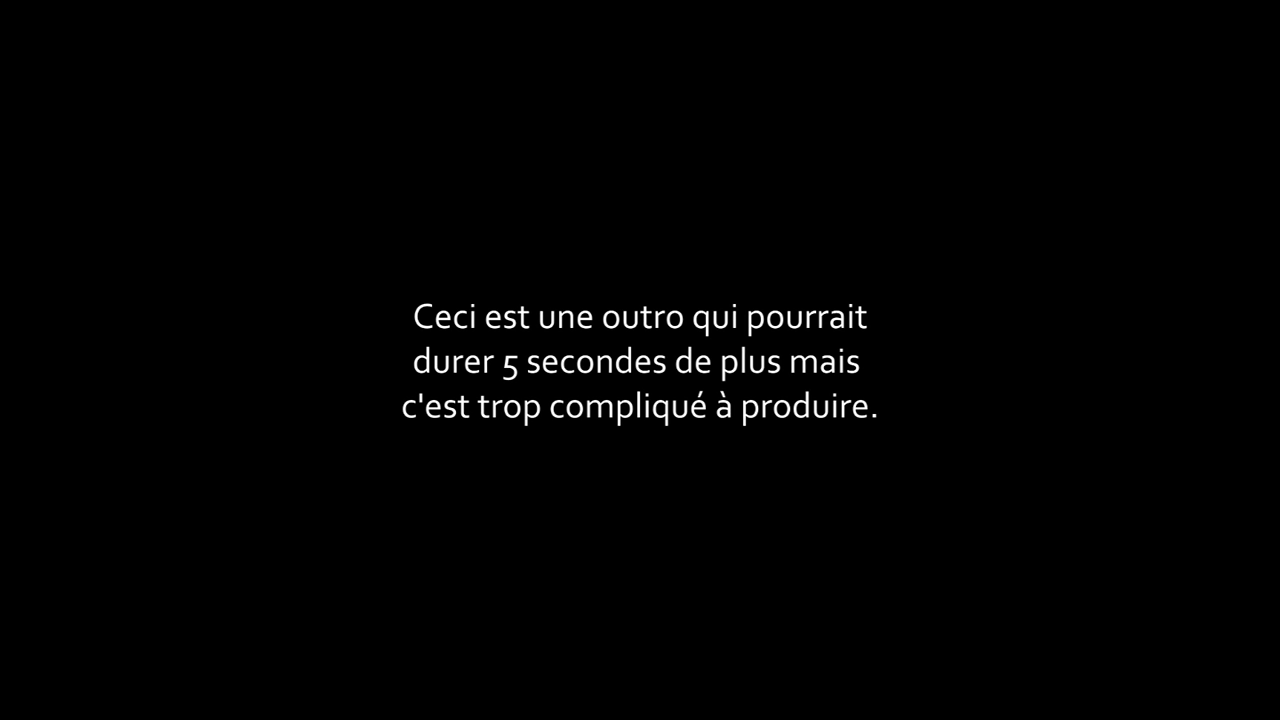 Ceci est une outro qui pourrait
durer 5 secondes de plus mais
c'est trop compliqué à produire.